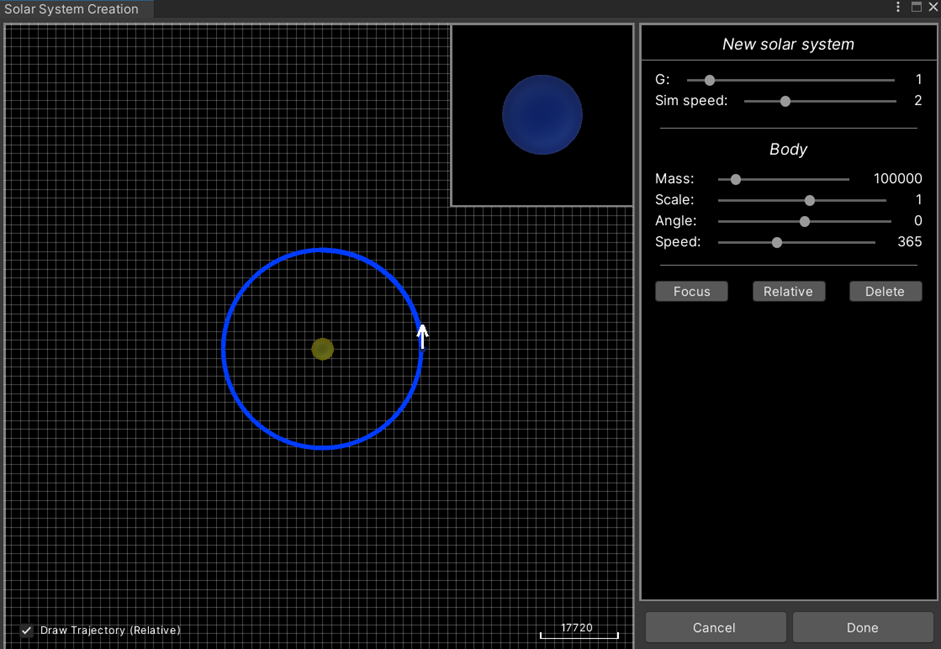 Solar System Creation
New solar system
G: 1
Sim speed: 2
Body
Mass: 100000
Scale: 1
Angle: 0
Speed: 365
Focus Relative Delete
Draw Trajectory (Relative)
17720
Cancel Done